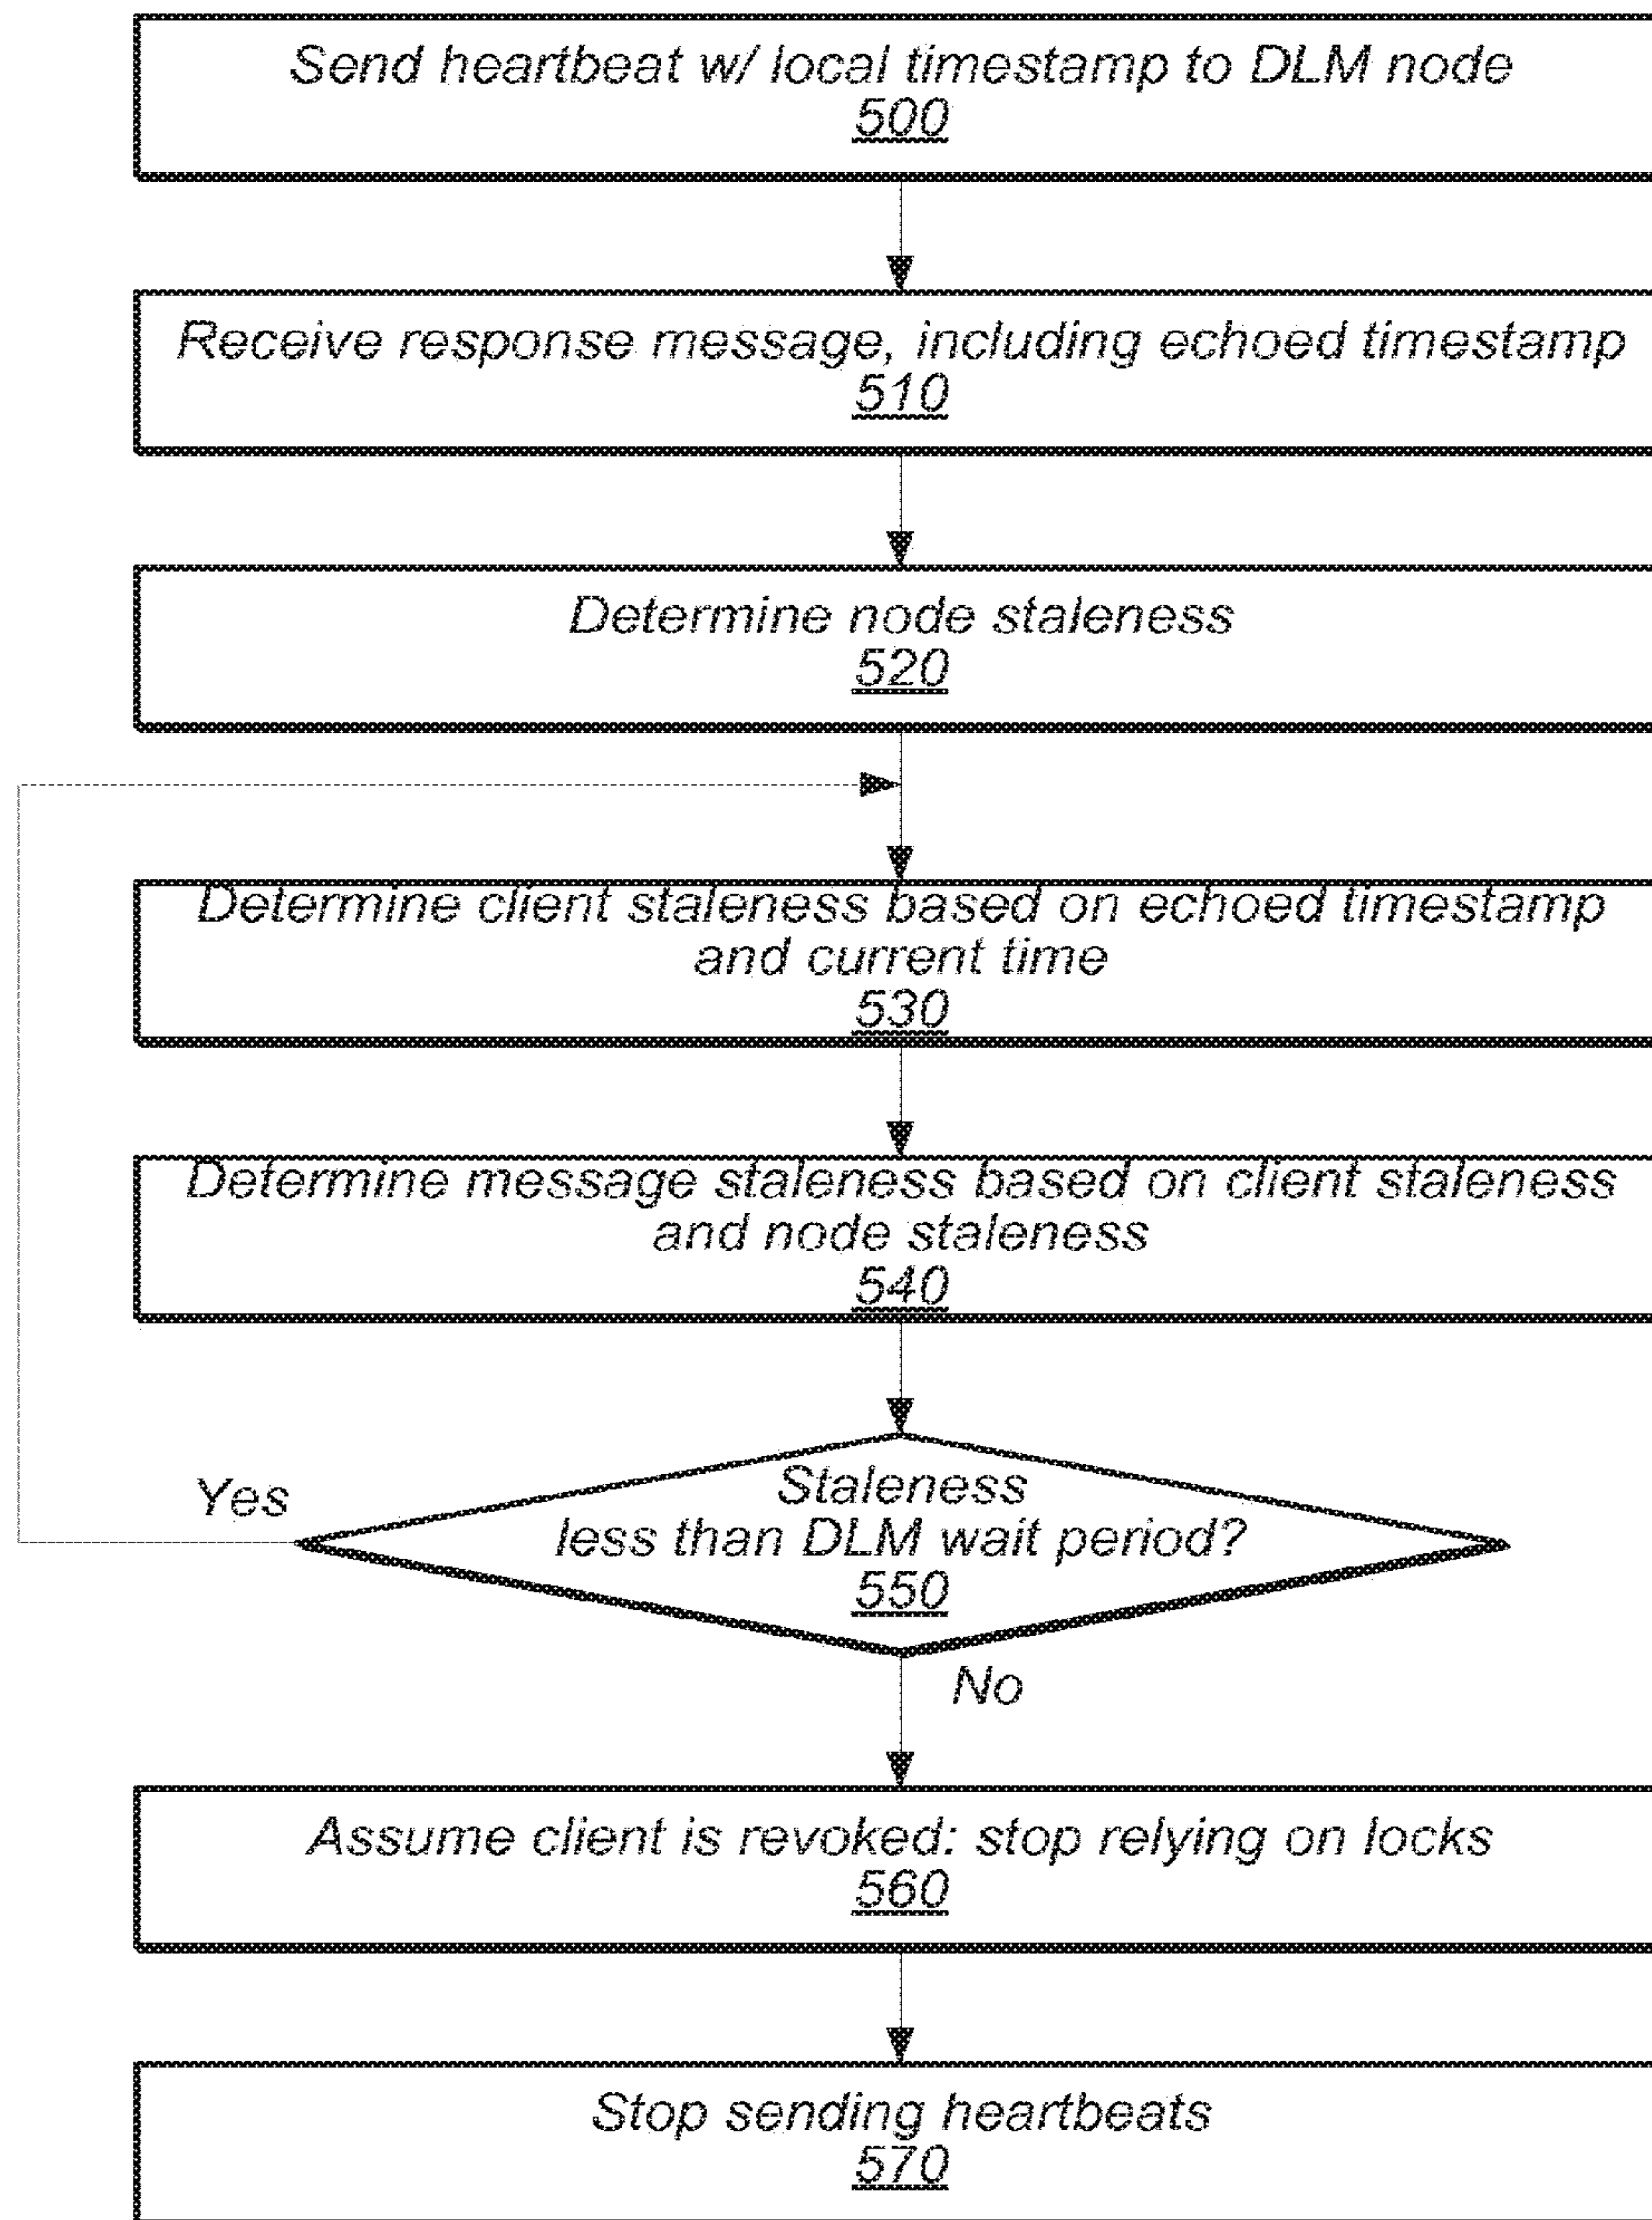 Send heartbeat w/ local timestamp to DLM node
500
Receive response message, including echoed timestamp
510
Determine node staleness
520
Determine client staleness based on echoed timestamp
and current time
530
Determine message staleness based on client staleness
and node staleness
540
Staleness
less than DLM wait period?
550
Yes
No
Assume client is revoked: stop relying on locks
560
Stop sending heartbeats
570